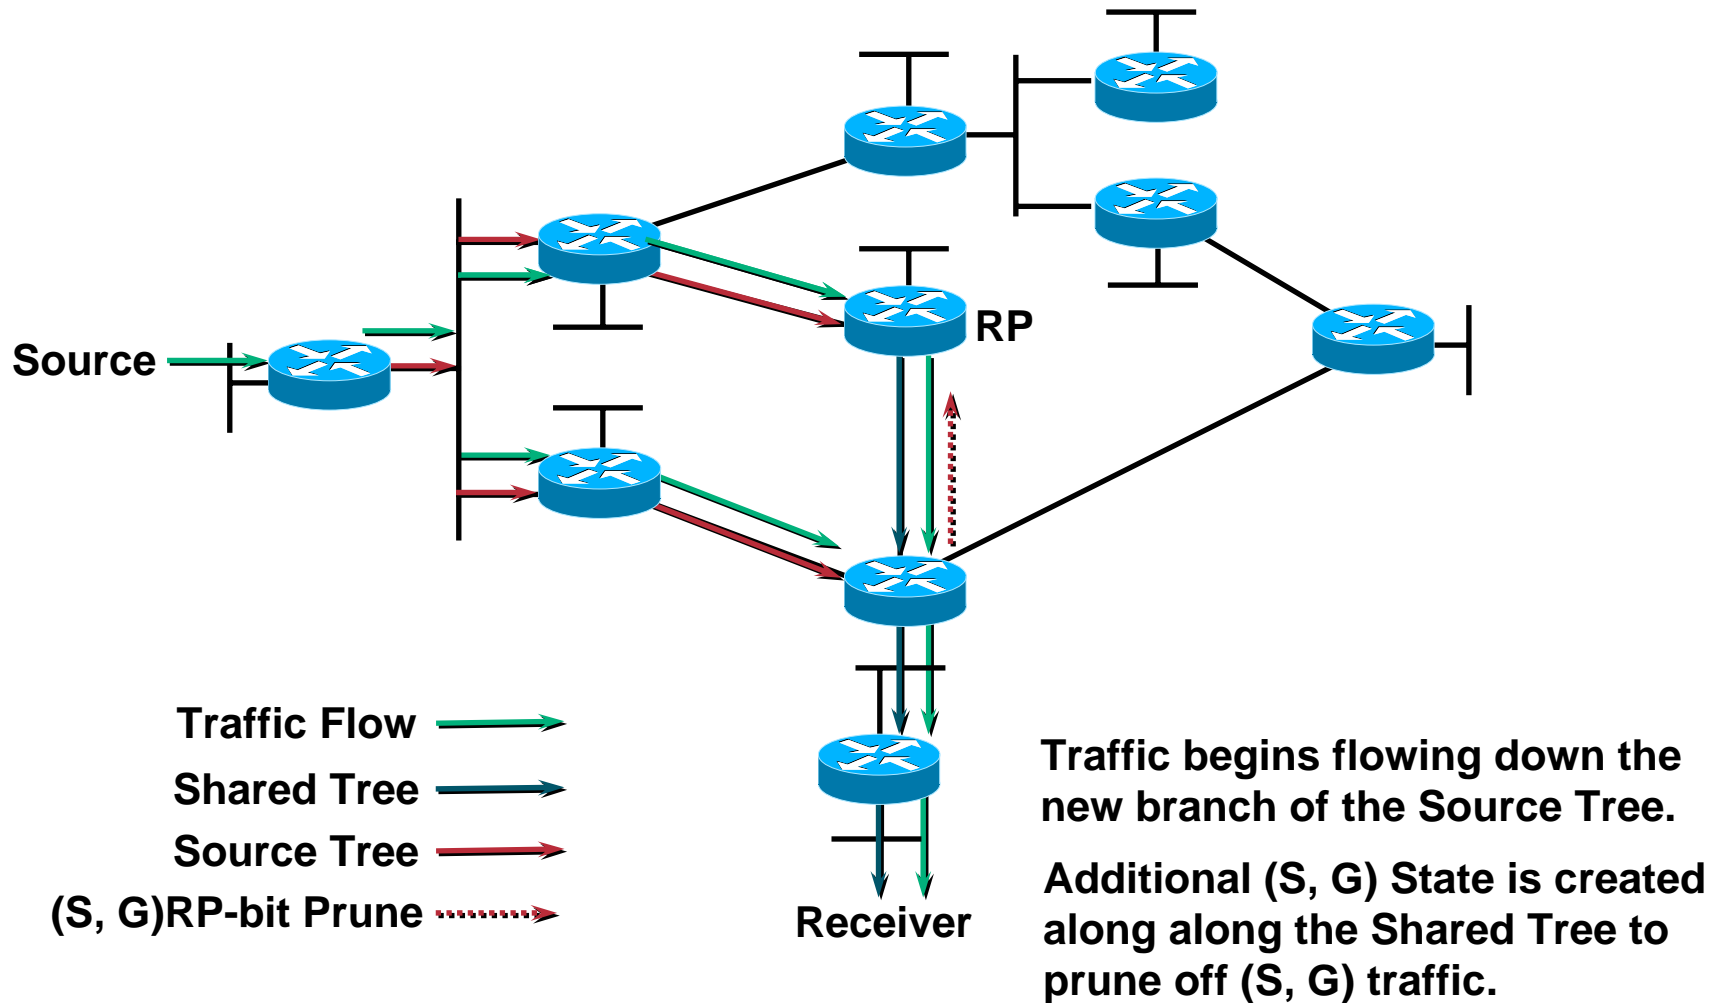 RP
Source
Traffic Flow
Shared Tree
Source Tree
(S, G)RP-bit Prune
Receiver
Traffic begins flowing down the
new branch of the Source Tree.
Additional (S, G) State is created
along along the Shared Tree to
prune off (S, G) traffic.